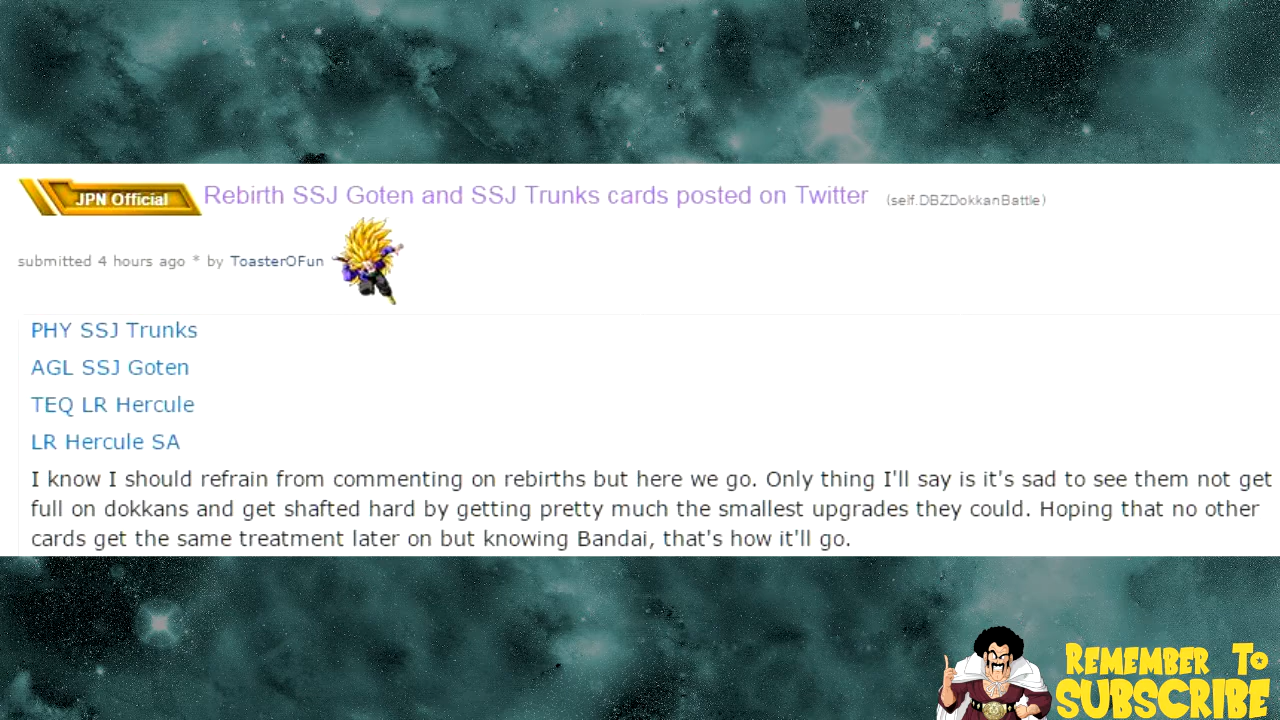 JPN Official Rebirth SSJ Goten and SSJ Trunks cards posted on Twitter (self.DBZDokkanBattle)
submitted 4 hours ago * by ToasterOFun
PHY SSJ Trunks
AGL SSJ Goten
TEQ LR Hercule
LR Hercule SA
I know I should refrain from commenting on rebirths but here we go. Only thing I'll say is it's sad to see them not get
full on dokkans and get shafted hard by getting pretty much the smallest upgrades they could. Hoping that no other
cards get the same treatment later on but knowing Bandai, that's how it'll go.
REMEMBER TO
SUBSCRIBE